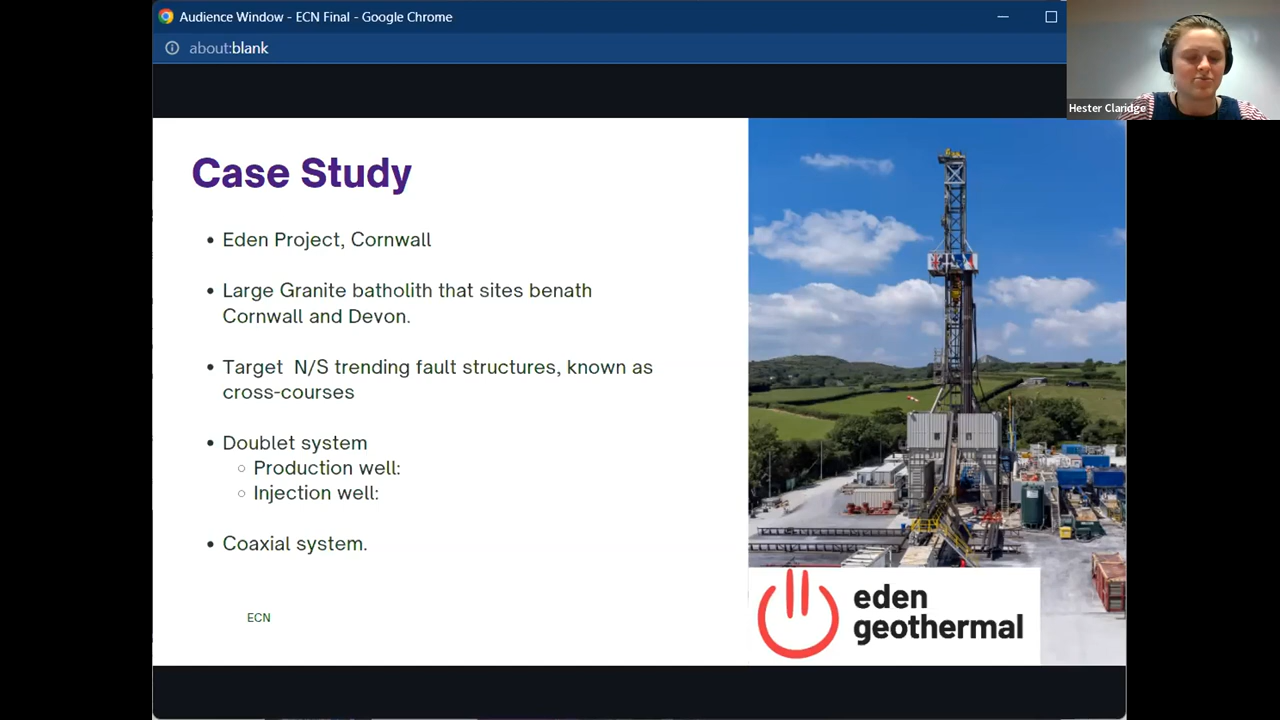 Audience Window - ECN Final - Google Chrome
about:blank
Hester Claridge
Case Study
• Eden Project, Cornwall
• Large Granite batholith that sites benath
Cornwall and Devon.
• Target N/S trending fault structures, known as
cross-courses
• Doublet system
○ Production well:
○ Injection well:
• Coaxial system.
ECN
eden
geothermal